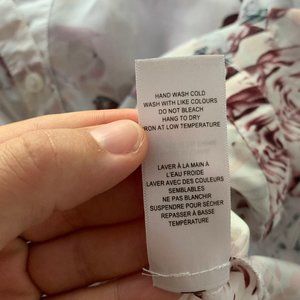 HAND WASH COLD
WASH WITH LIKE COLOURS
DO NOT BLEACH
HANG TO DRY
IRON AT LOW TEMPERATURE
LAVER À LA MAIN À
L'EAU FROIDE
LAVER AVEC DES COULEURS
SEMBLABLES
NE PAS BLANCHIR
SUSPENDRE POUR SÉCHER
REPASSER À BASSE
TEMPÉRATURE